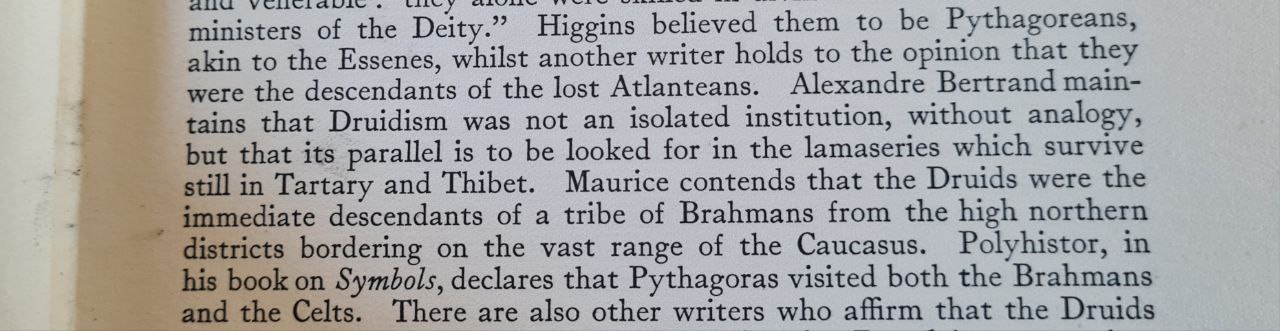 and venerable: they alone were skilled in
ministers of the Deity.” Higgins believed them to be Pythagoreans,
akin to the Essenes, whilst another writer holds to the opinion that they
were the descendants of the lost Atlanteans. Alexandre Bertrand main-
tains that Druidism was not an isolated institution, without analogy,
but that its parallel is to be looked for in the lamaseries which survive
still in Tartary and Thibet. Maurice contends that the Druids were the
immediate descendants of a tribe of Brahmans from the high northern
districts bordering on the vast range of the Caucasus. Polyhistor, in
his book on Symbols, declares that Pythagoras visited both the Brahmans
and the Celts. There are also other writers who affirm that the Druids